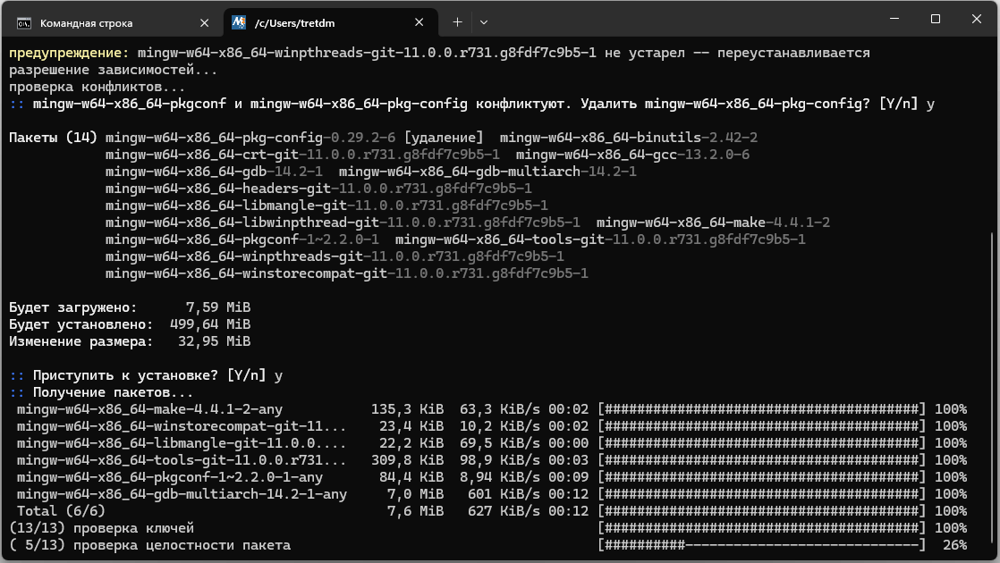 Командная строка
/c/Users/tretdm
предупреждение: mingw-w64-x86_64-winpthreads-git-11.0.0.r731.g8fdf7c9b5-1 не устарел -- переустанавливается
разрешение зависимостей...
проверка конфликтов...
:: mingw-w64-x86_64-pkgconf и mingw-w64-x86_64-pkg-config конфликтуют. Удалить mingw-w64-x86_64-pkg-config? [Y/n] y
Пакеты (14) mingw-w64-x86_64-pkg-config-0.29.2-6 [удаление]  mingw-w64-x86_64-binutils-2.42-2
mingw-w64-x86_64-crt-git-11.0.0.r731.g8fdf7c9b5-1  mingw-w64-x86_64-gcc-13.2.0-6
mingw-w64-x86_64-gdb-14.2-1  mingw-w64-x86_64-gdb-multiarch-14.2-1
mingw-w64-x86_64-headers-git-11.0.0.r731.g8fdf7c9b5-1
mingw-w64-x86_64-libmangle-git-11.0.0.r731.g8fdf7c9b5-1
mingw-w64-x86_64-libwinpthread-git-11.0.0.r731.g8fdf7c9b5-1  mingw-w64-x86_64-make-4.4.1-2
mingw-w64-x86_64-pkgconf-1~2.2.0-1  mingw-w64-x86_64-tools-git-11.0.0.r731.g8fdf7c9b5-1
mingw-w64-x86_64-winpthreads-git-11.0.0.r731.g8fdf7c9b5-1
mingw-w64-x86_64-winstorecompat-git-11.0.0.r731.g8fdf7c9b5-1
Будет загружено:      7,59 MiB
Будет установлено:  499,64 MiB
Изменение размера:   32,95 MiB
:: Приступить к установке? [Y/n] y
:: Получение пакетов...
mingw-w64-x86_64-make-4.4.1-2-any 135,3 KiB  63,3 KiB/s 00:02 [#######################################] 100%
mingw-w64-x86_64-winstorecompat-git-11... 23,4 KiB  10,2 KiB/s 00:02 [#######################################] 100%
mingw-w64-x86_64-libmangle-git-11.0.0.... 22,2 KiB  69,5 KiB/s 00:00 [#######################################] 100%
mingw-w64-x86_64-tools-git-11.0.0.r731... 309,8 KiB  98,9 KiB/s 00:03 [#######################################] 100%
mingw-w64-x86_64-pkgconf-1~2.2.0-1-any 84,4 KiB  8,94 KiB/s 00:09 [#######################################] 100%
mingw-w64-x86_64-gdb-multiarch-14.2-1-any 7,0 MiB   601 KiB/s 00:12 [#######################################] 100%
Total (6/6) 7,6 MiB   627 KiB/s 00:12 [#######################################] 100%
(13/13) проверка ключей [#######################################] 100%
( 5/13) проверка целостности пакета [##########-----------------------------]  26%